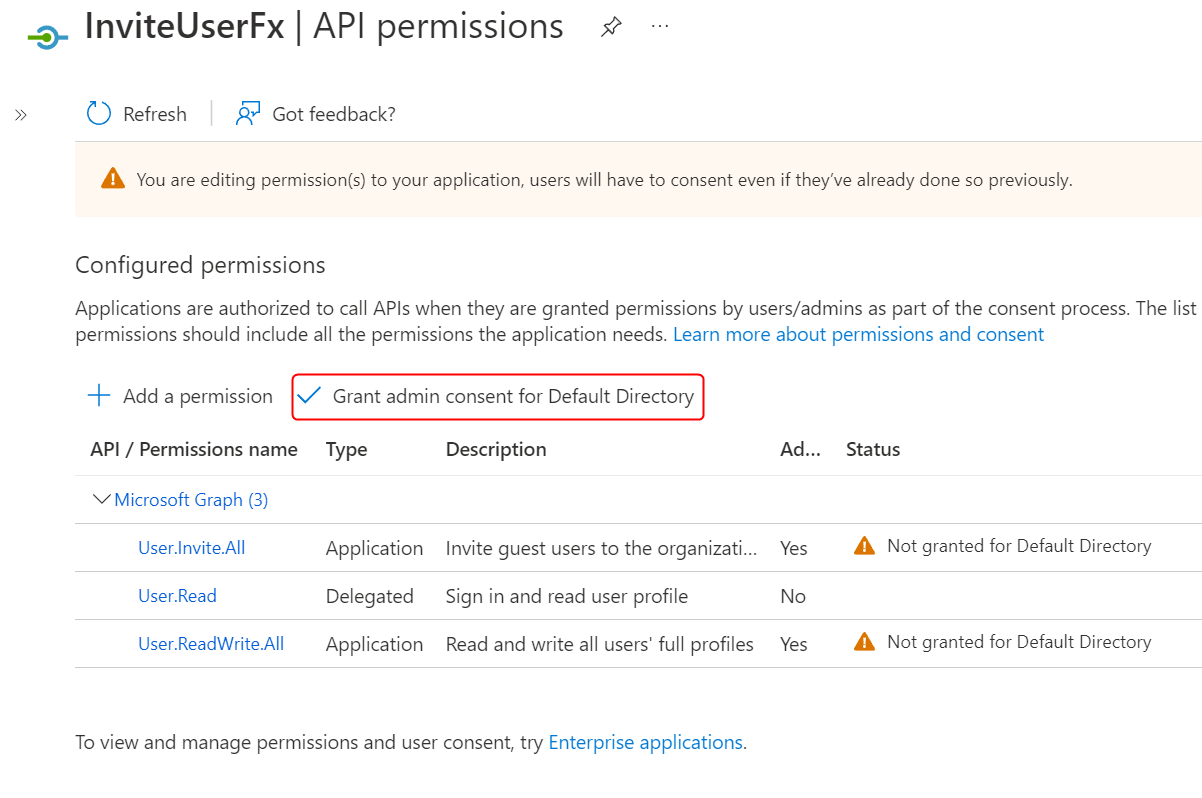 InviteUserFx | API permissions
Refresh
Got feedback?
You are editing permission(s) to your application, users will have to consent even if they’ve already done so previously.
Configured permissions
Applications are authorized to call APIs when they are granted permissions by users/admins as part of the consent process. The list
permissions should include all the permissions the application needs. Learn more about permissions and consent
Add a permission
Grant admin consent for Default Directory
API / Permissions name Type Description Ad... Status
Microsoft Graph (3)
User.Invite.All Application Invite guest users to the organizati... Yes Not granted for Default Directory
User.Read Delegated Sign in and read user profile No
User.ReadWrite.All Application Read and write all users' full profiles Yes Not granted for Default Directory
To view and manage permissions and user consent, try Enterprise applications.